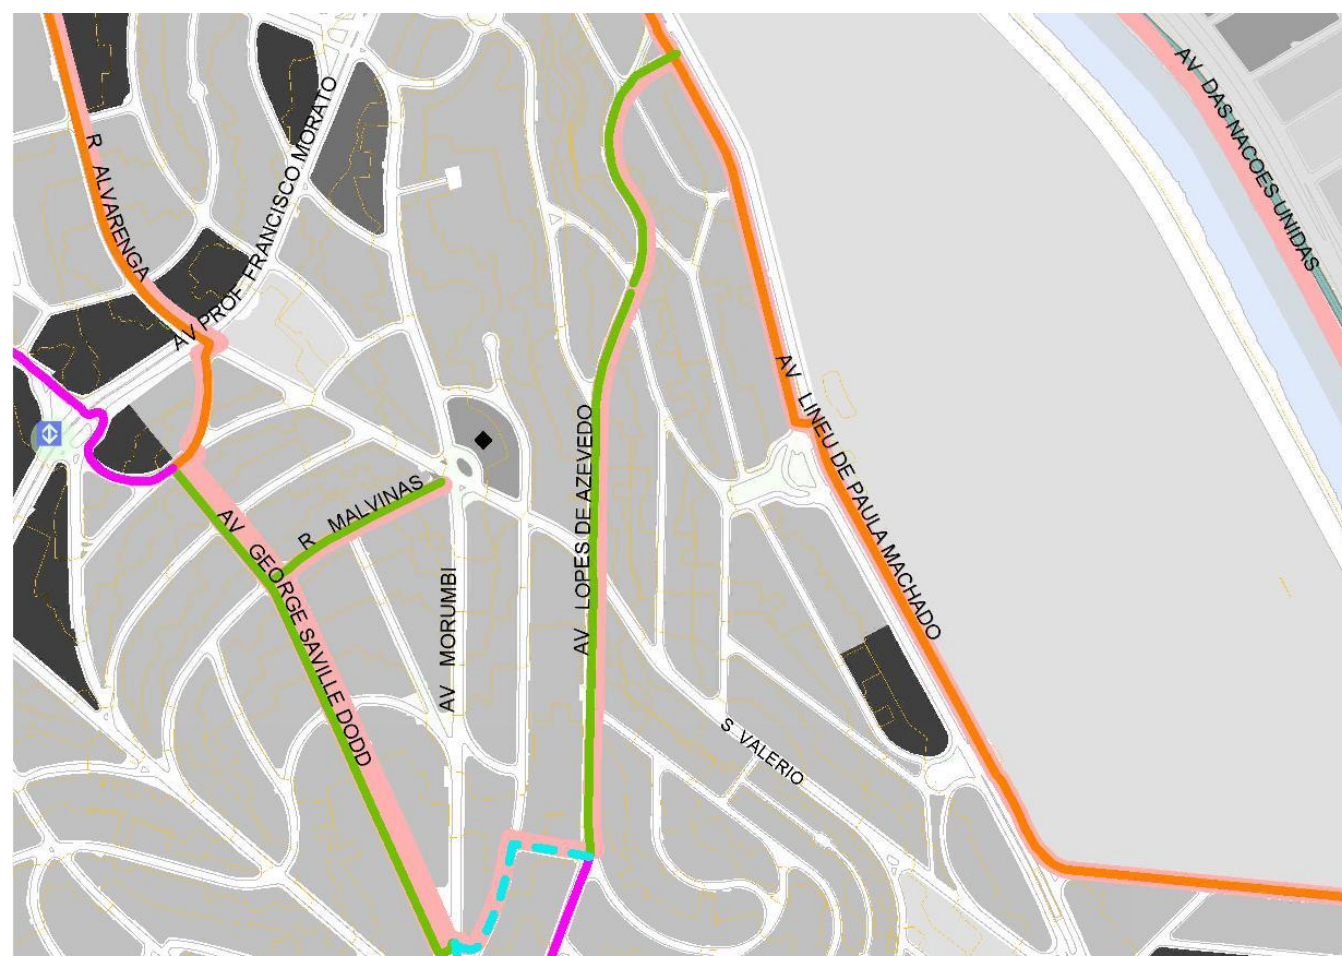 AV DAS NACOES UNIDAS
R ALVARENGA
AV PROF FRANCISCO MORATO
AV LINEU DE PAULA MACHADO
AV LOPES DE AZEVEDO
R MALVINAS
AV GEORGE SAVILLE DODD
AV MORUMBI
S VALERIO